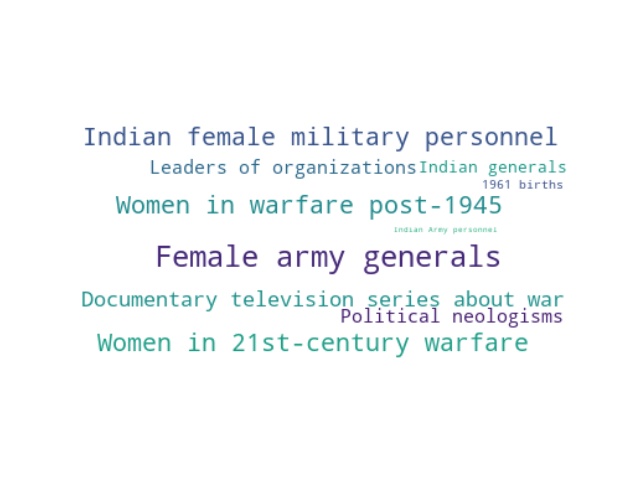 Indian female military personnel
Leaders of organizations Indian generals
1961 births
Women in warfare post-1945
Indian Army personnel
Female army generals
Documentary television series about war
Political neologisms
Women in 21st-century warfare